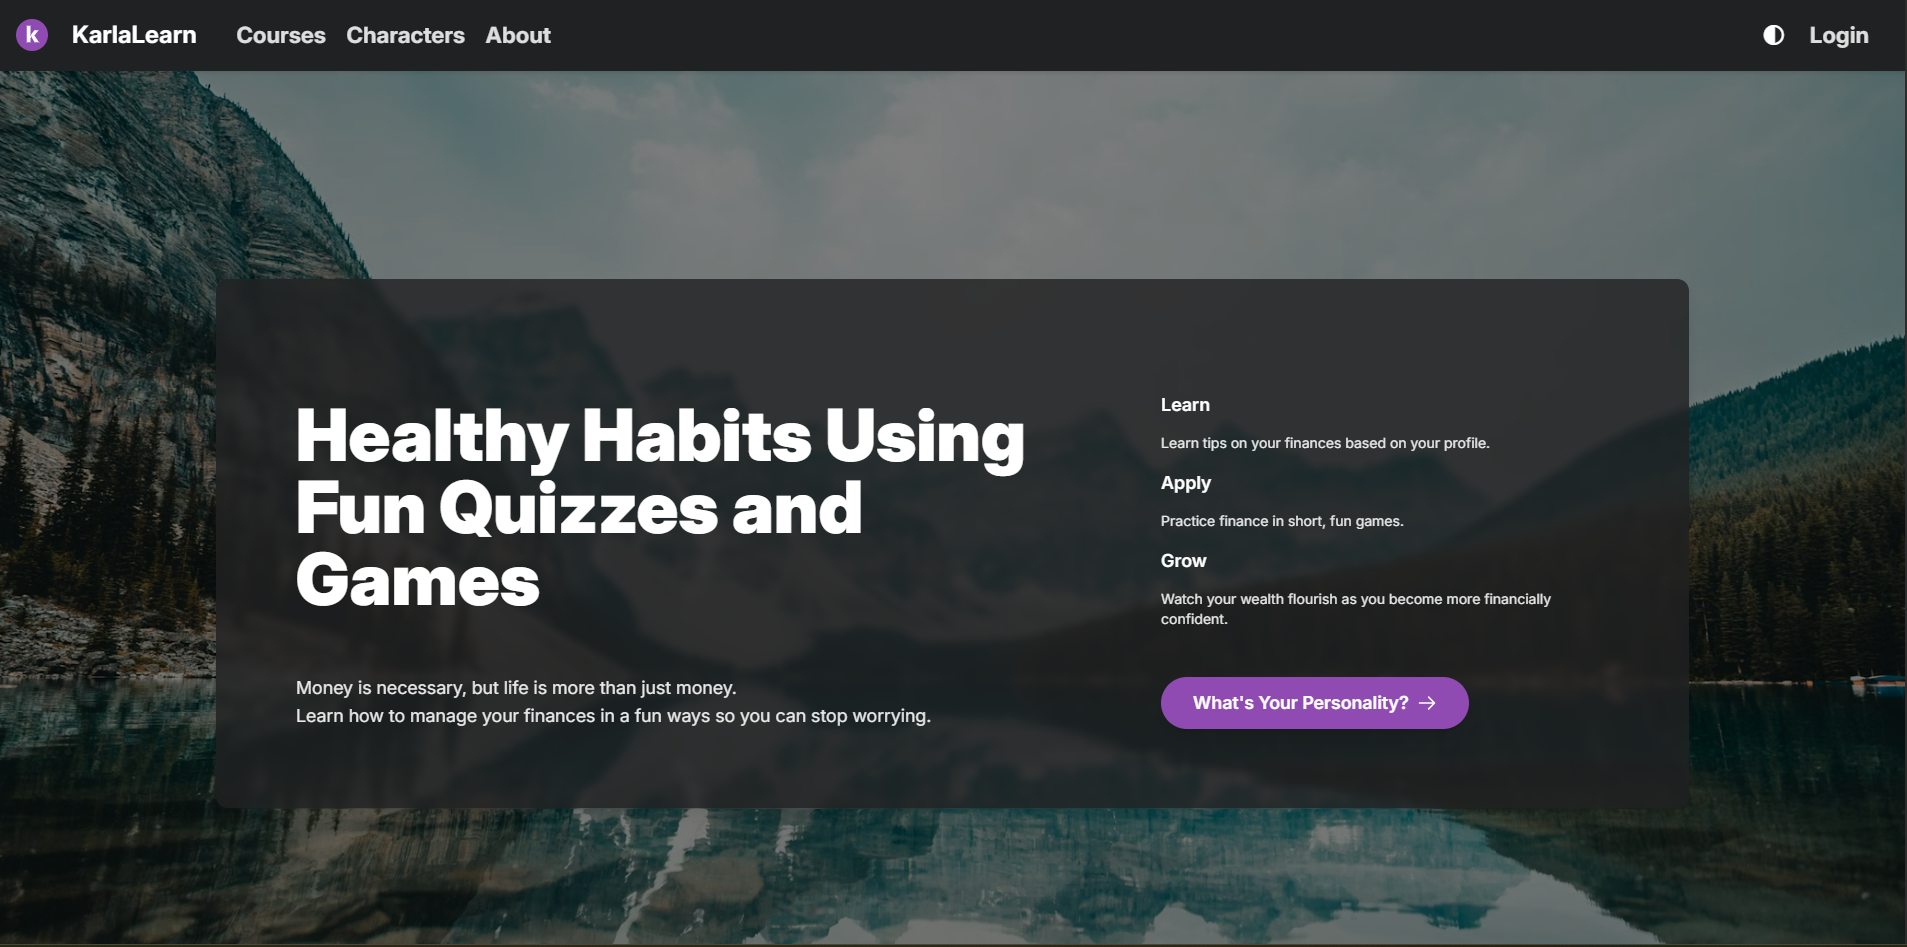 k KarlaLearn Courses Characters About Login
Healthy Habits Using
Fun Quizzes and
Games
Money is necessary, but life is more than just money.
Learn how to manage your finances in a fun ways so you can stop worrying.
Learn
Learn tips on your finances based on your profile.
Apply
Practice finance in short, fun games.
Grow
Watch your wealth flourish as you become more financially
confident.
What's Your Personality? →